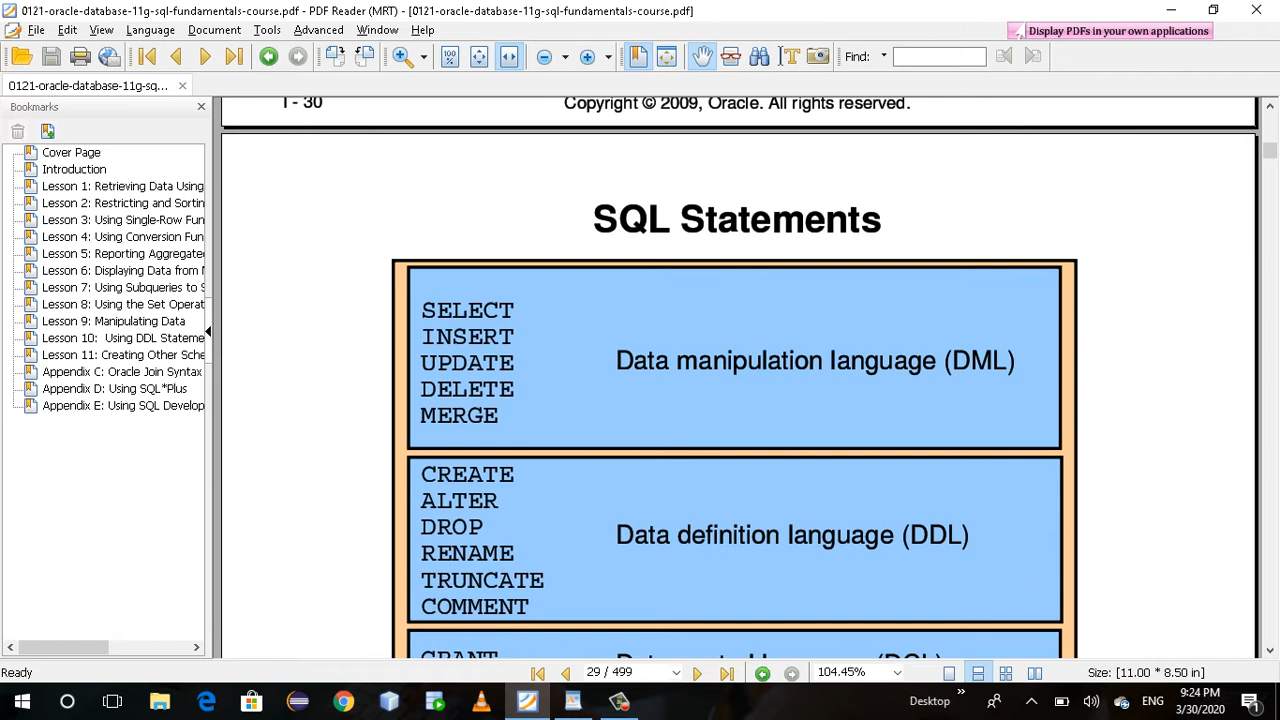 0121-oracle-database-11g-sql-fundamentals-course.pdf - PDF Reader (MRT) - [0121-oracle-database-11g-sql-fundamentals-course.pdf]
File Edit View Language Document Tools Advanced Window Help
Display PDFs in your own applications
Find:
0121-oracle-database-11g-sq...
Bookmarks
Cover Page
Introduction
Lesson 1: Retrieving Data Using
Lesson 2: Restricting and Sortin
Lesson 3: Using Single-Row Fun
Lesson 4: Using Conversion Fun
Lesson 5: Reporting Aggregated
Lesson 6: Displaying Data from
Lesson 7: Using Subqueries to
Lesson 8: Using the Set Operat
Lesson 9: Manipulating Data
Lesson 10: Using DDL Stateme
Lesson 11: Creating Other Sche
Appendix C: Oracle Join Syntax
Appendix D: Using SQL*Plus
Appendix E: Using SQL Develop
I - 30 Copyright © 2009, Oracle. All rights reserved.
SQL Statements
SELECT
INSERT
UPDATE
DELETE
MERGE
Data manipulation language (DML)
CREATE
ALTER
DROP
RENAME
TRUNCATE
COMMENT
Data definition language (DDL)
Ready
29 / 499
104.45%
Size: [11.00 * 8.50 in]
Desktop
ENG
9:24 PM
3/30/2020